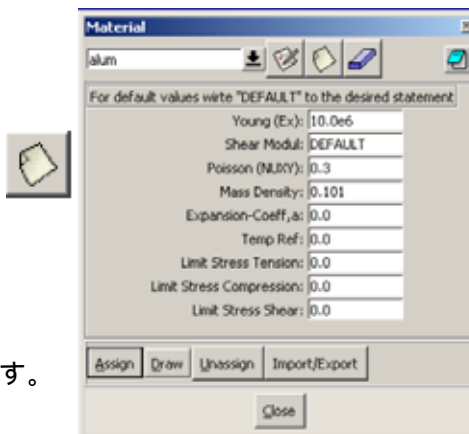 Material
alum
For default values wirte "DEFAULT" to the desired statement
Young (Ex): 10.0e6
Shear Modul: DEFAULT
Poisson (NUXY): 0.3
Mass Density: 0.101
Expansion-Coeff,a: 0.0
Temp Ref: 0.0
Limit Stress Tension: 0.0
Limit Stress Compression: 0.0
Limit Stress Shear: 0.0
す。
Assign Draw Unassign Import/Export
Close